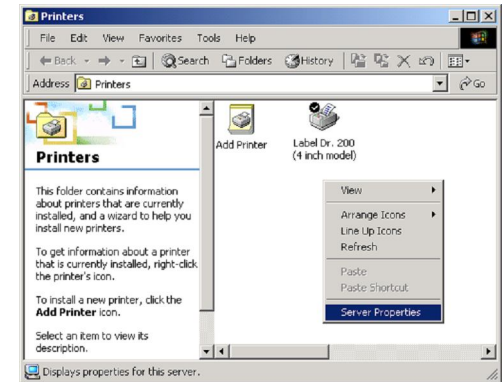 Printers
File Edit View Favorites Tools Help
Back Search Folders History
Address Printers Go
Printers
This folder contains information
about printers that are currently
installed, and a wizard to help you
install new printers.
To get information about a printer
that is currently installed, right-click
the printer's icon.
To install a new printer, click the
Add Printer icon.
Select an item to view its
description.
Add Printer
Label Dr. 200
(4 inch model)
View
Arrange Icons
Line Up Icons
Refresh
Paste
Paste Shortcut
Server Properties
Displays properties for this server.